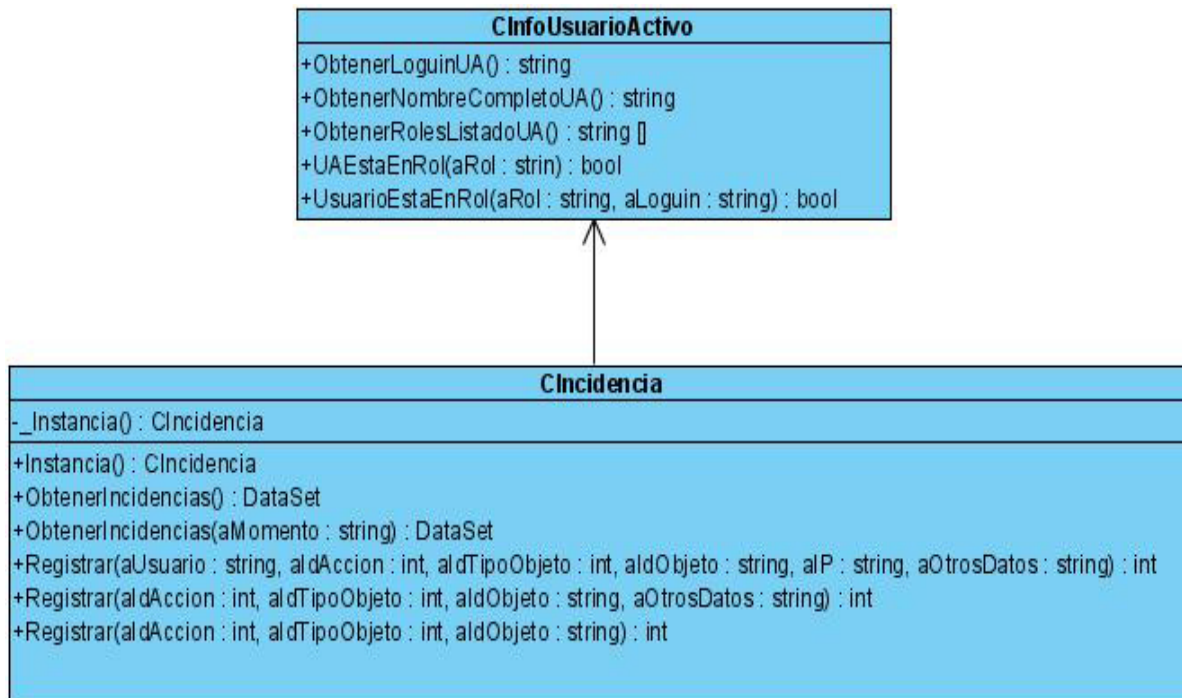 CInfoUsuarioActivo
+ObtenerLoguinUA() : string
+ObtenerNombreCompletoUA() : string
+ObtenerRolesListadoUA() : string []
+UAEstaEnRol(aRol : strin) : bool
+UsuarioEstaEnRol(aRol : string, aLoguin : string) : bool
CIncidencia
-_Instancia() : CIncidencia
+Instancia() : CIncidencia
+ObtenerIncidencias() : DataSet
+ObtenerIncidencias(aMomento : string) : DataSet
+Registrar(aUsuario : string, aIdAccion : int, aIdTipoObjeto : int, aIdObjeto : string, aIP : string, aOtrosDatos : string) : int
+Registrar(aIdAccion : int, aIdTipoObjeto : int, aIdObjeto : string, aOtrosDatos : string) : int
+Registrar(aIdAccion : int, aIdTipoObjeto : int, aIdObjeto : string) : int